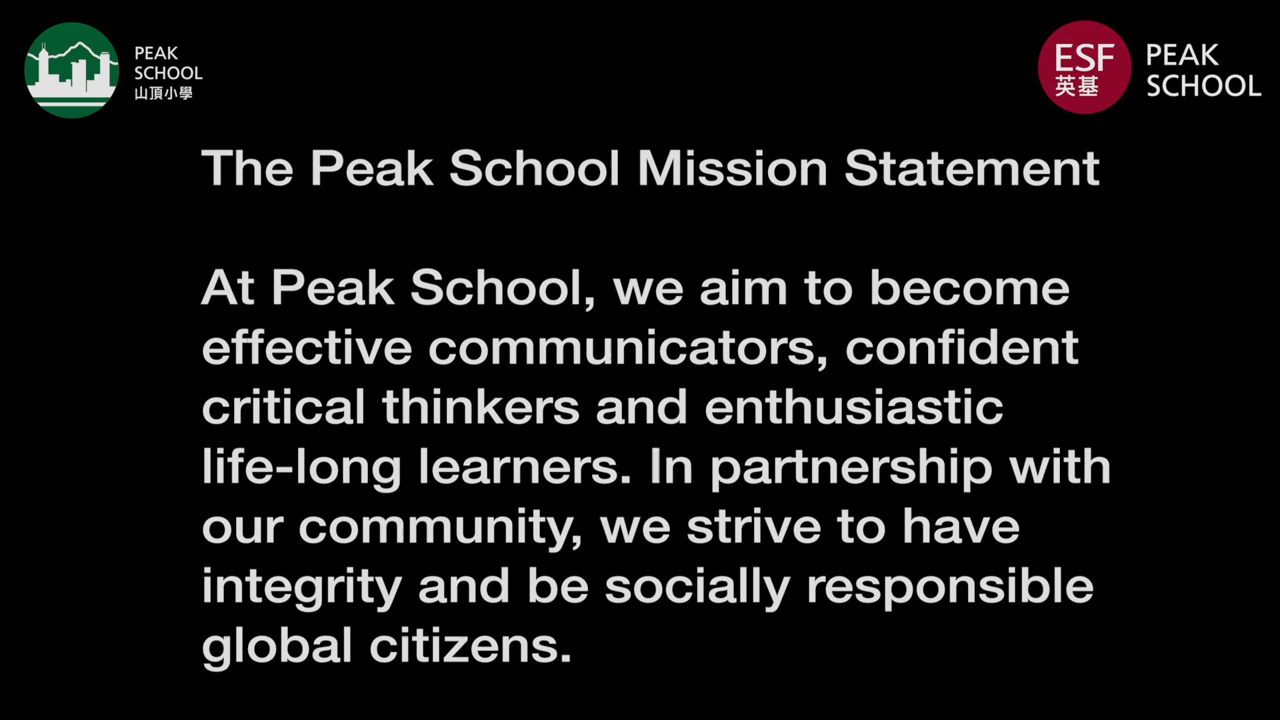 PEAK
SCHOOL
山頂小學
ESF
英基
PEAK
SCHOOL
The Peak School Mission Statement
At Peak School, we aim to become
effective communicators, confident
critical thinkers and enthusiastic
life-long learners. In partnership with
our community, we strive to have
integrity and be socially responsible
global citizens.